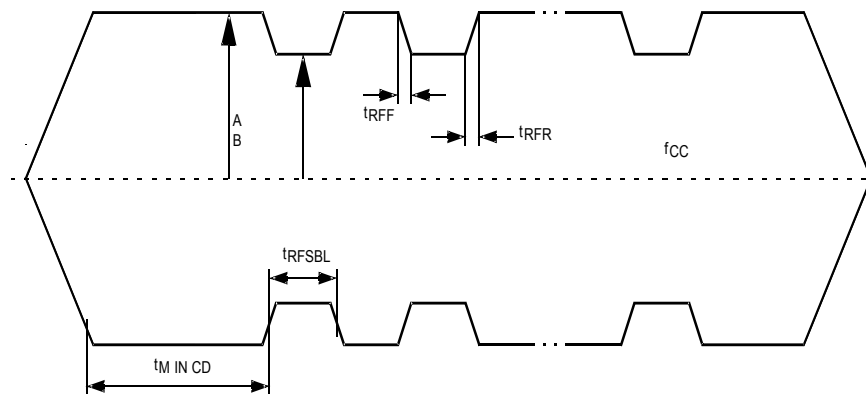 A
B
tRFF
tRFR
fCC
tRFSBL
tM IN CD